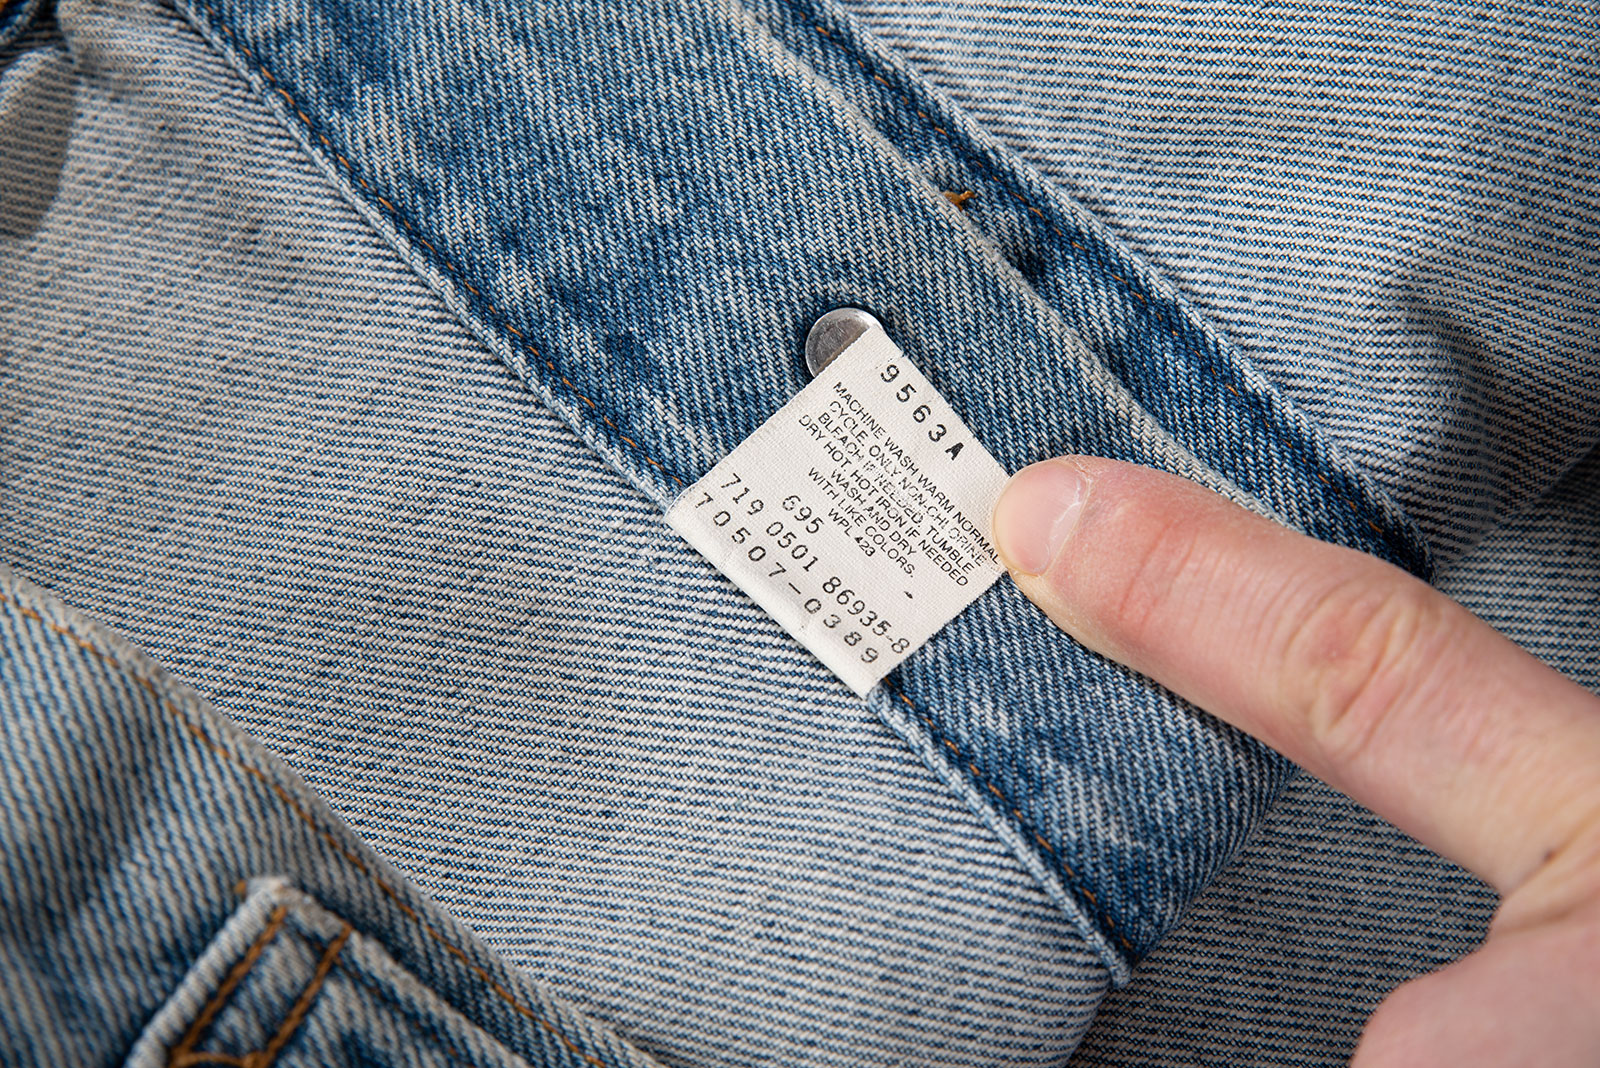 9563A
MACHINE WASH WARM NORMAL
CYCLE ONLY. NON-CHLORINE
BLEACH IF NEEDED. TUMBLE
DRY HOT. HOT IRON IF NEEDED
WASH AND DRY
WITH LIKE COLORS.
WPL 423
695
719 0501 86935-8
70507-0389